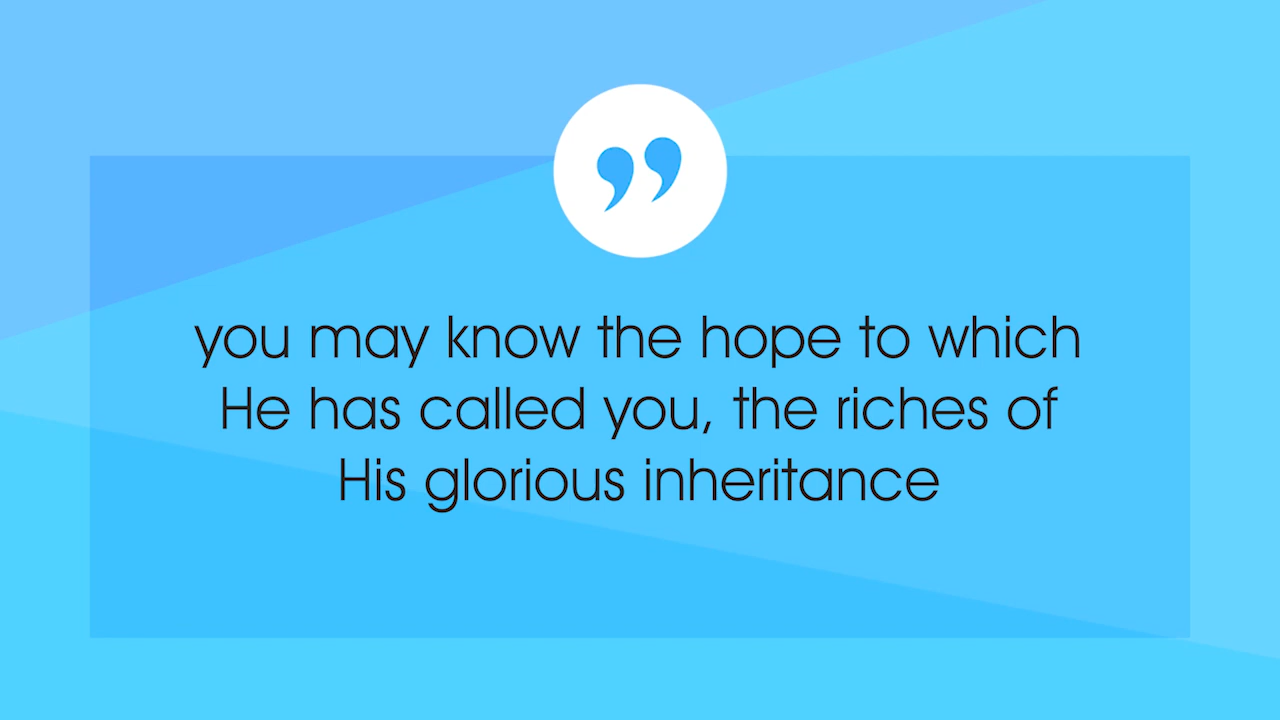 you may know the hope to which
He has called you, the riches of
His glorious inheritance